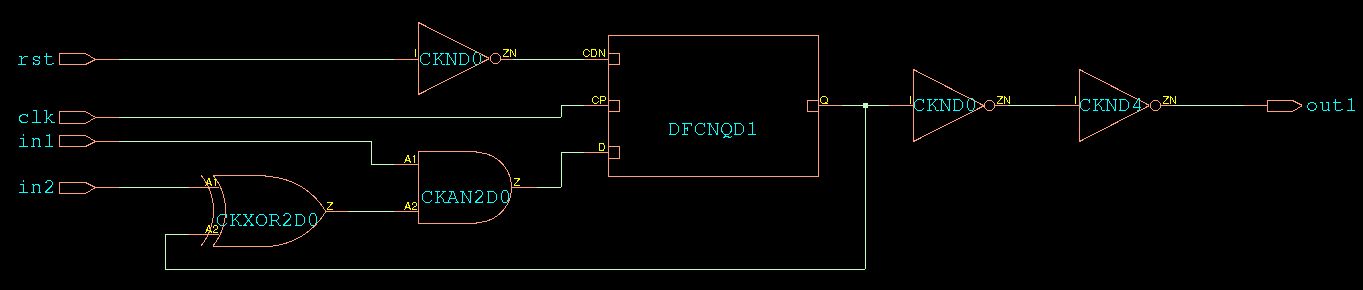 rst
I
CKND0
ZN
CDN
clk
CP
in1
A1
D
in2
A1
A2
CKXOR2D0
Z
A2
CKAN2D0
Z
DFCNQD1
Q
I
CKND0
ZN
I
CKND4
ZN
out1